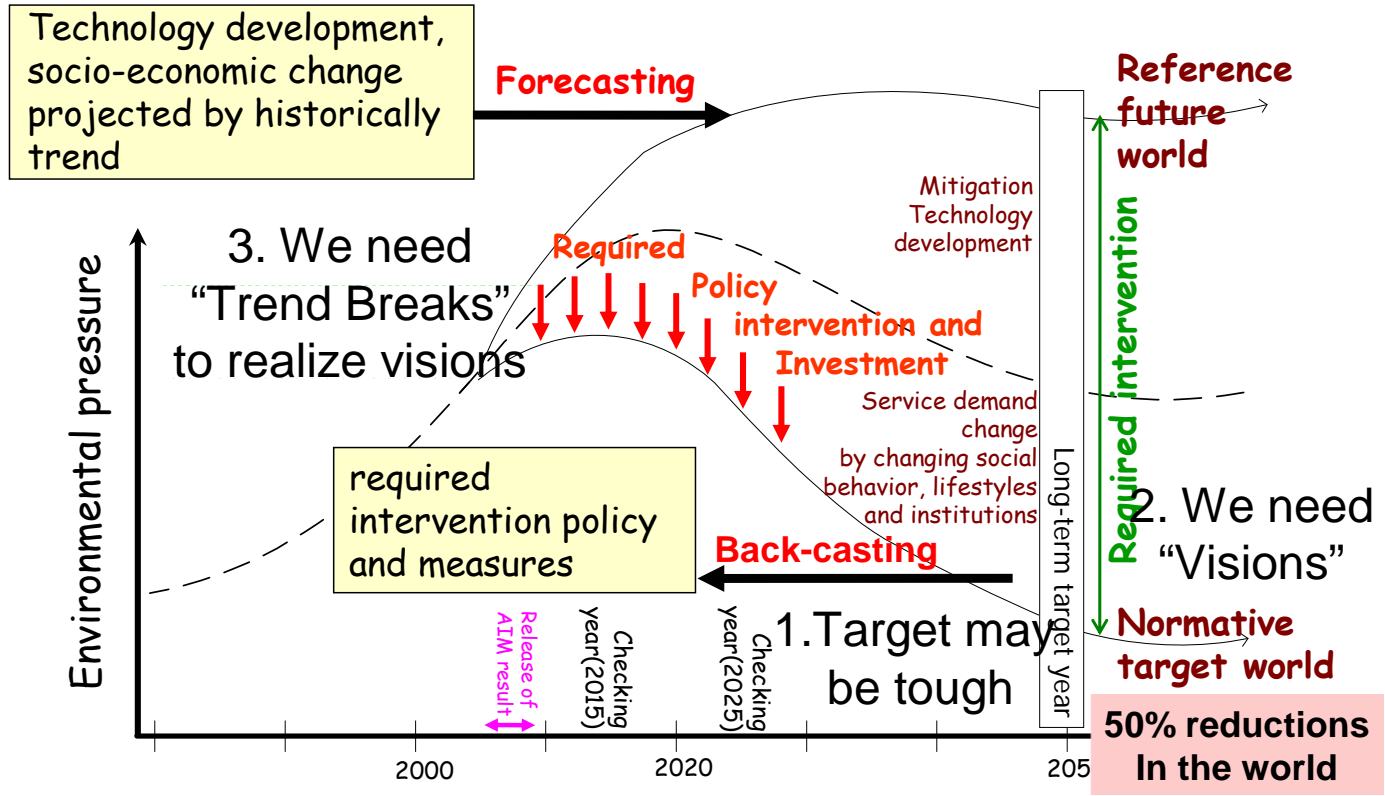 Technology development,
socio-economic change
projected by historically
trend
Forecasting
Reference
future
world
Mitigation
Technology
development
3. We need
“Trend Breaks”
to realize visions
Required
Policy
intervention and
Investment
Environmental pressure
Required intervention
Service demand
change
by changing social
behavior, lifestyles
and institutions
Long-term target year
2. We need
“Visions”
required
intervention policy
and measures
Back-casting
1.Target may
be tough
Normative
target world
Release of
AIM result
Checking
year(2015)
Checking
year(2025)
50% reductions
In the world
2000
2020
205